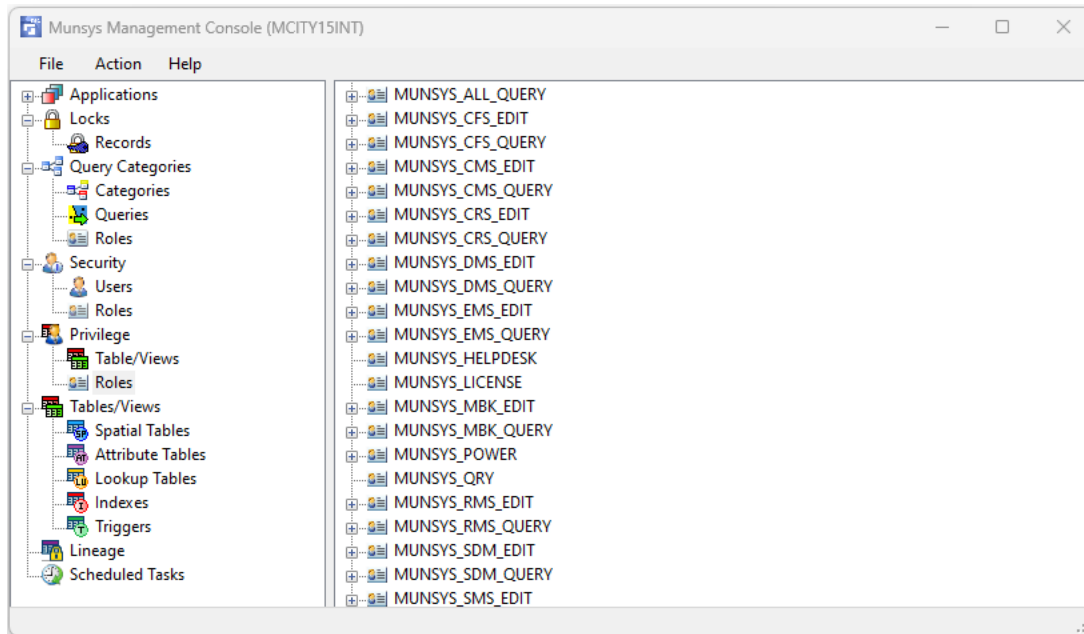 Munsys Management Console (MCITY15INT)
File Action Help
Applications
Locks
Records
Query Categories
Categories
Queries
Roles
Security
Users
Roles
Privilege
Table/Views
Roles
Tables/Views
Spatial Tables
Attribute Tables
Lookup Tables
Indexes
Triggers
Lineage
Scheduled Tasks
MUNSYS_ALL_QUERY
MUNSYS_CFS_EDIT
MUNSYS_CFS_QUERY
MUNSYS_CMS_EDIT
MUNSYS_CMS_QUERY
MUNSYS_CRS_EDIT
MUNSYS_CRS_QUERY
MUNSYS_DMS_EDIT
MUNSYS_DMS_QUERY
MUNSYS_EMS_EDIT
MUNSYS_EMS_QUERY
MUNSYS_HELPDESK
MUNSYS_LICENSE
MUNSYS_MBK_EDIT
MUNSYS_MBK_QUERY
MUNSYS_POWER
MUNSYS_QRY
MUNSYS_RMS_EDIT
MUNSYS_RMS_QUERY
MUNSYS_SDM_EDIT
MUNSYS_SDM_QUERY
MUNSYS_SMS_EDIT